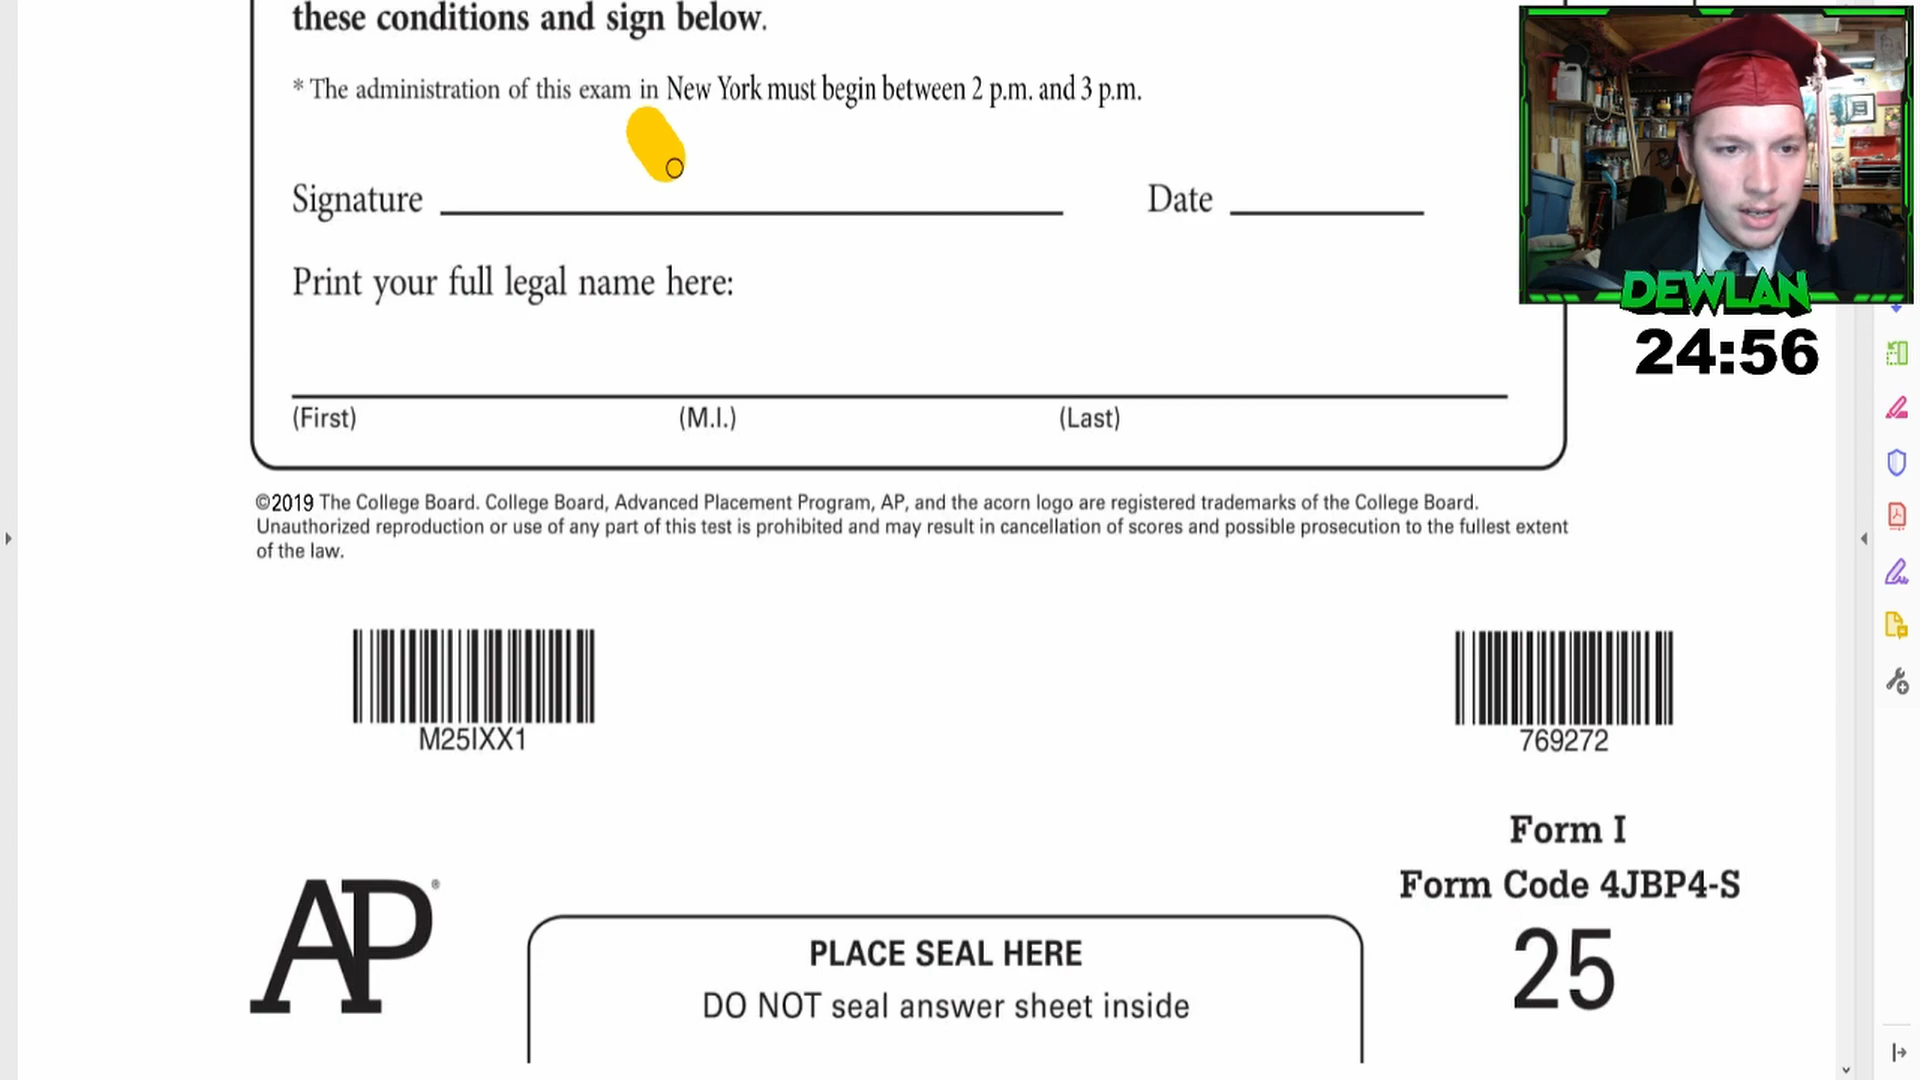 these conditions and sign below.
* The administration of this exam in New York must begin between 2 p.m. and 3 p.m.
Signature
Date
Print your full legal name here:
DEWLAN
24:56
(First) (M.I.) (Last)
©2019 The College Board. College Board, Advanced Placement Program, AP, and the acorn logo are registered trademarks of the College Board.
Unauthorized reproduction or use of any part of this test is prohibited and may result in cancellation of scores and possible prosecution to the fullest extent
of the law.
M25IXX1
769272
Form I
Form Code 4JBP4-S
25
AP®
PLACE SEAL HERE
DO NOT seal answer sheet inside